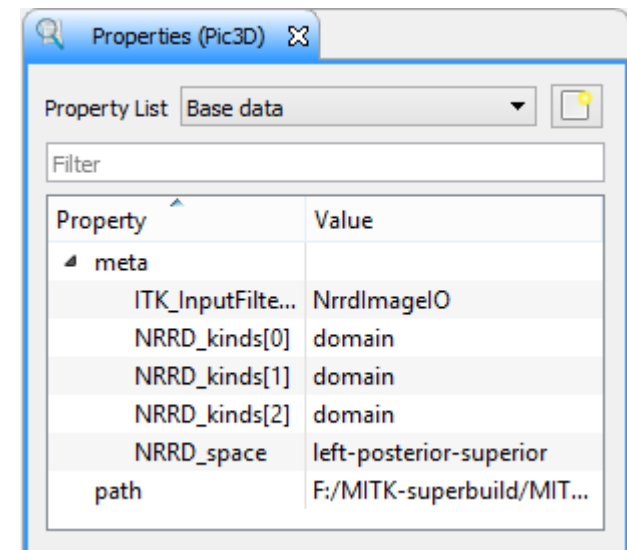 Properties (Pic3D)
Property List Base data
Filter
Property Value
meta
ITK_InputFilte... NrrdImageIO
NRRD_kinds[0] domain
NRRD_kinds[1] domain
NRRD_kinds[2] domain
NRRD_space left-posterior-superior
path F:/MITK-superbuild/MIT...